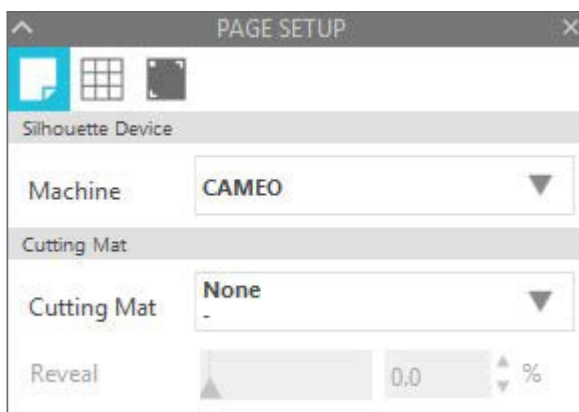 PAGE SETUP
Silhouette Device
Machine CAMEO
Cutting Mat
Cutting Mat None
-
Reveal 0.0 %